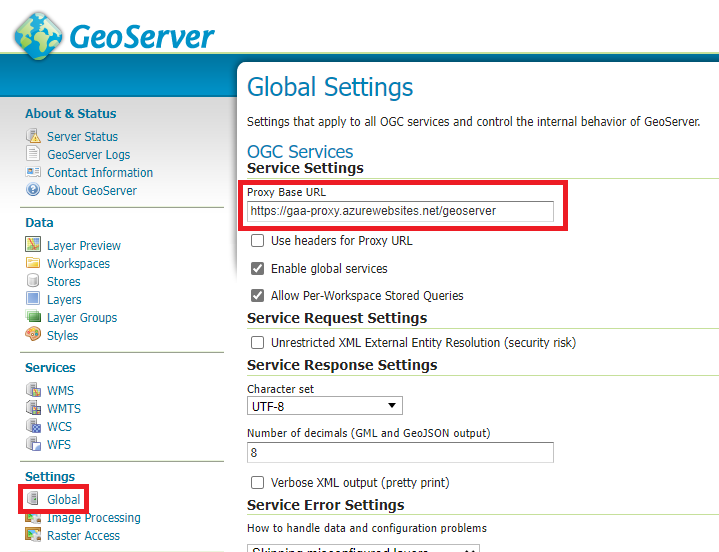 GeoServer
About & Status
Server Status
GeoServer Logs
Contact Information
About GeoServer
Data
Layer Preview
Workspaces
Stores
Layers
Layer Groups
Styles
Services
WMS
WMTS
WCS
WFS
Settings
Global
Image Processing
Raster Access
Global Settings
Settings that apply to all OGC services and control the internal behavior of GeoServer.
OGC Services
Service Settings
Proxy Base URL
https://gaa-proxy.azurewebsites.net/geoserver
Use headers for Proxy URL
Enable global services
Allow Per-Workspace Stored Queries
Service Request Settings
Unrestricted XML External Entity Resolution (security risk)
Service Response Settings
Character set
UTF-8
Number of decimals (GML and GeoJSON output)
8
Verbose XML output (pretty print)
Service Error Settings
How to handle data and configuration problems
Skipping misconfigured layers